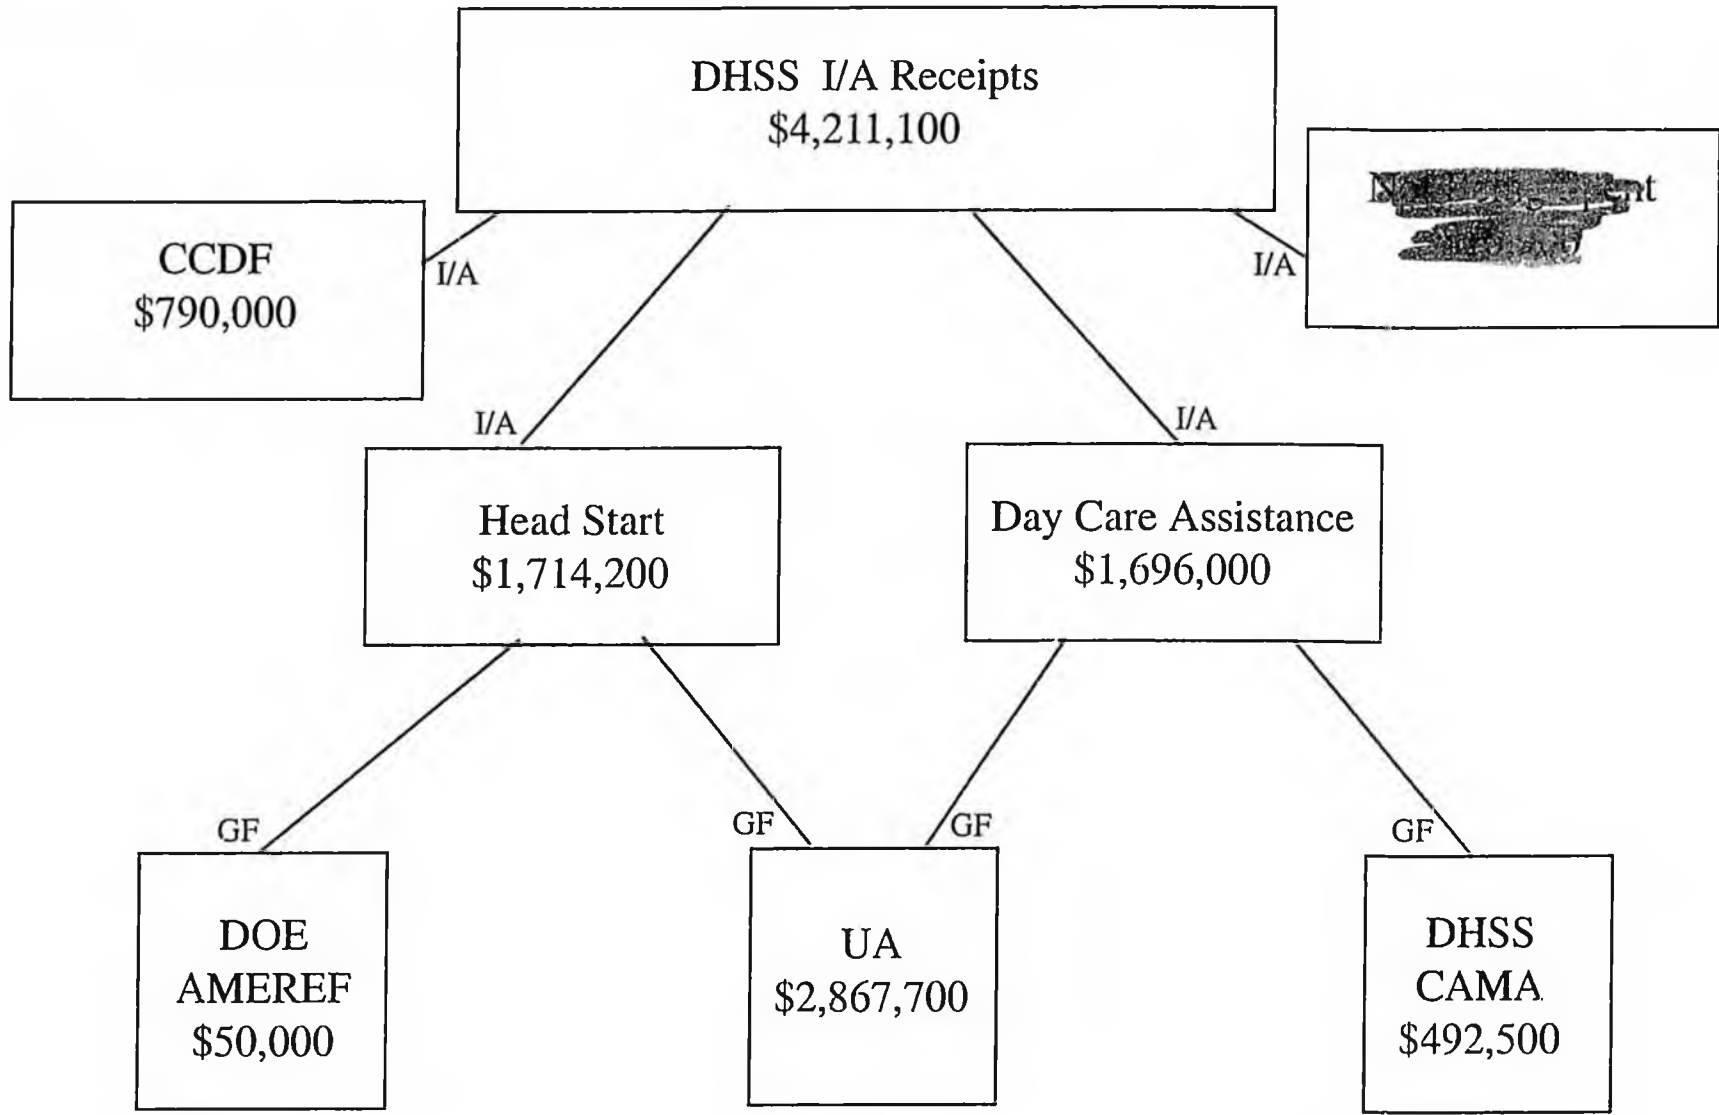 DHSS I/A Receipts
$4,211,100
CCDF
$790,000
I/A
I/A
I/A
I/A
Head Start
$1,714,200
Day Care Assistance
$1,696,000
GF
GF
GF
GF
DOE
AMEREF
$50,000
UA
$2,867,700
DHSS
CAMA
$492,500